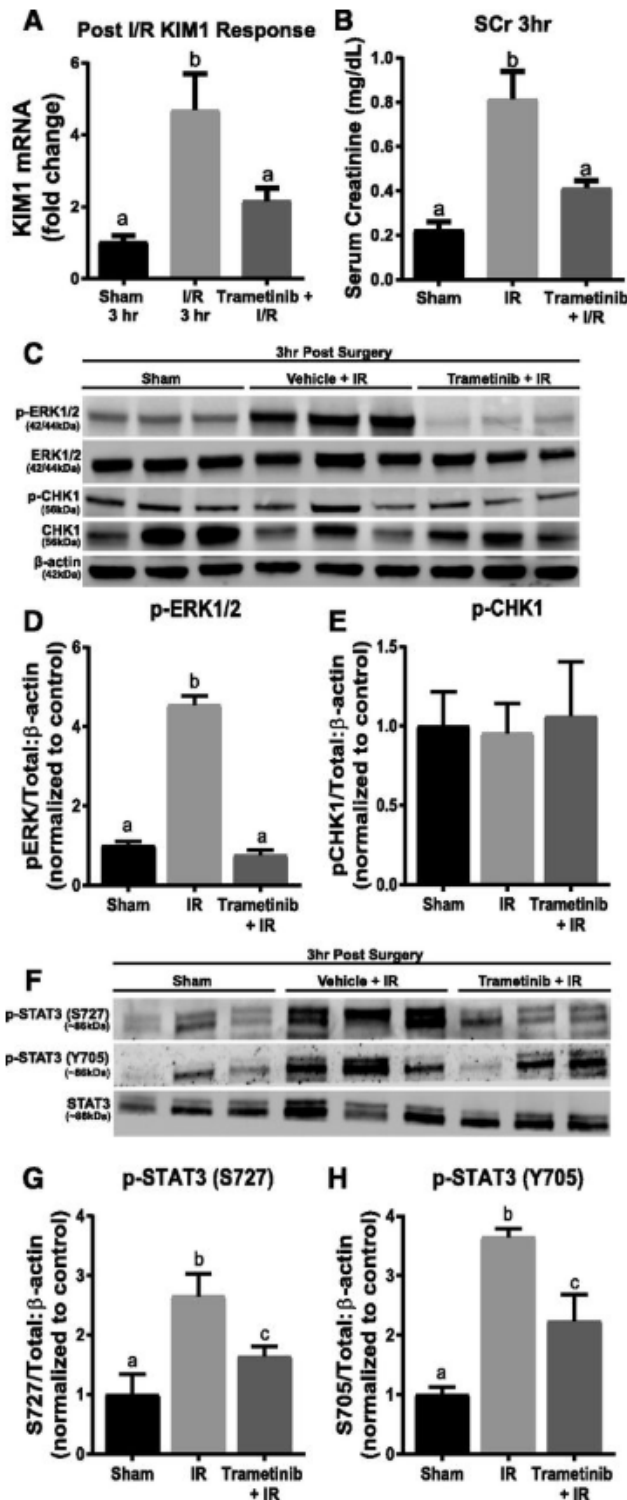 A
Post I/R KIM1 Response
KIM1 mRNA
(fold change)
6
4
2
0
a
b
a
Sham
3 hr
I/R
3 hr
Trametinib +
I/R
B
SCr 3hr
Serum Creatinine (mg/dL)
1.0
0.8
0.6
0.4
0.2
0.0
a
b
a
Sham
IR
Trametinib
+ I/R
C
3hr Post Surgery
Sham
Vehicle + IR
Trametinib + IR
p-ERK1/2
(42/44kDa)
ERK1/2
(42/44kDa)
p-CHK1
(56kDa)
CHK1
(56kDa)
β-actin
(42kDa)
D
p-ERK1/2
pERK/Total:β-actin
(normalized to control)
6
4
2
0
a
b
a
Sham
IR
Trametinib
+ IR
E
p-CHK1
pCHK1/Total:β-actin
(normalized to control)
1.5
1.0
0.5
0.0
Sham
IR
Trametinib
+ IR
F
3hr Post Surgery
Sham
Vehicle + IR
Trametinib + IR
p-STAT3 (S727)
(~86kDa)
p-STAT3 (Y705)
(~86kDa)
STAT3
(~88kDa)
G
p-STAT3 (S727)
S727/Total:β-actin
(normalized to control)
4
3
2
1
0
a
b
c
Sham
IR
Trametinib
+ IR
H
p-STAT3 (Y705)
S705/Total:β-actin
(normalized to control)
4
3
2
1
0
a
b
c
Sham
IR
Trametinib
+ IR